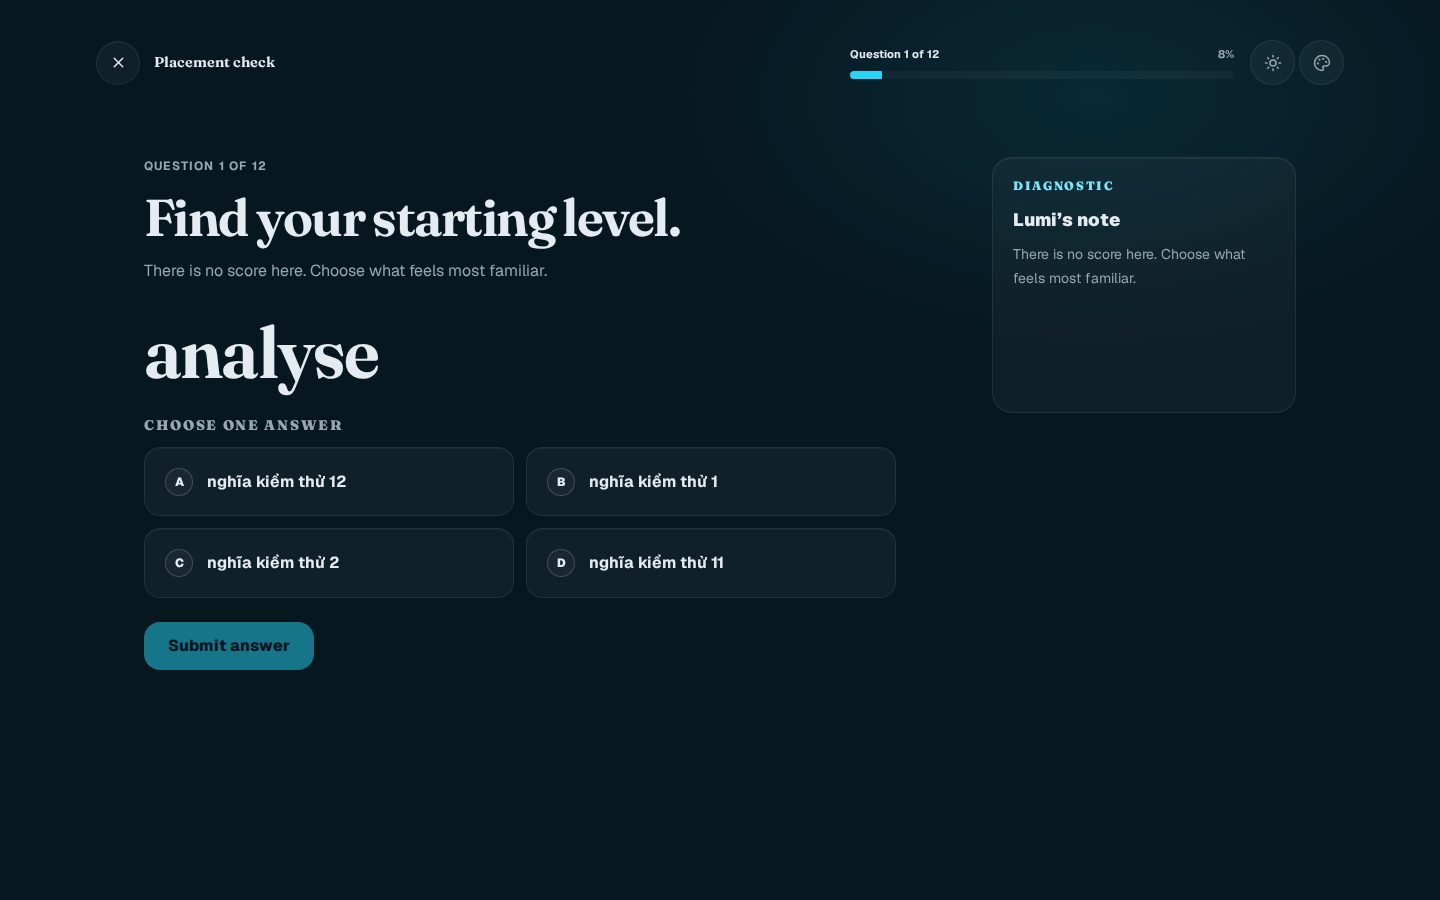 Placement check
Question 1 of 12
8%
QUESTION 1 OF 12
Find your starting level.
There is no score here. Choose what feels most familiar.
analyse
CHOOSE ONE ANSWER
A nghĩa kiểm thử 12
B nghĩa kiểm thử 1
C nghĩa kiểm thử 2
D nghĩa kiểm thử 11
Submit answer
DIAGNOSTIC
Lumi’s note
There is no score here. Choose what
feels most familiar.